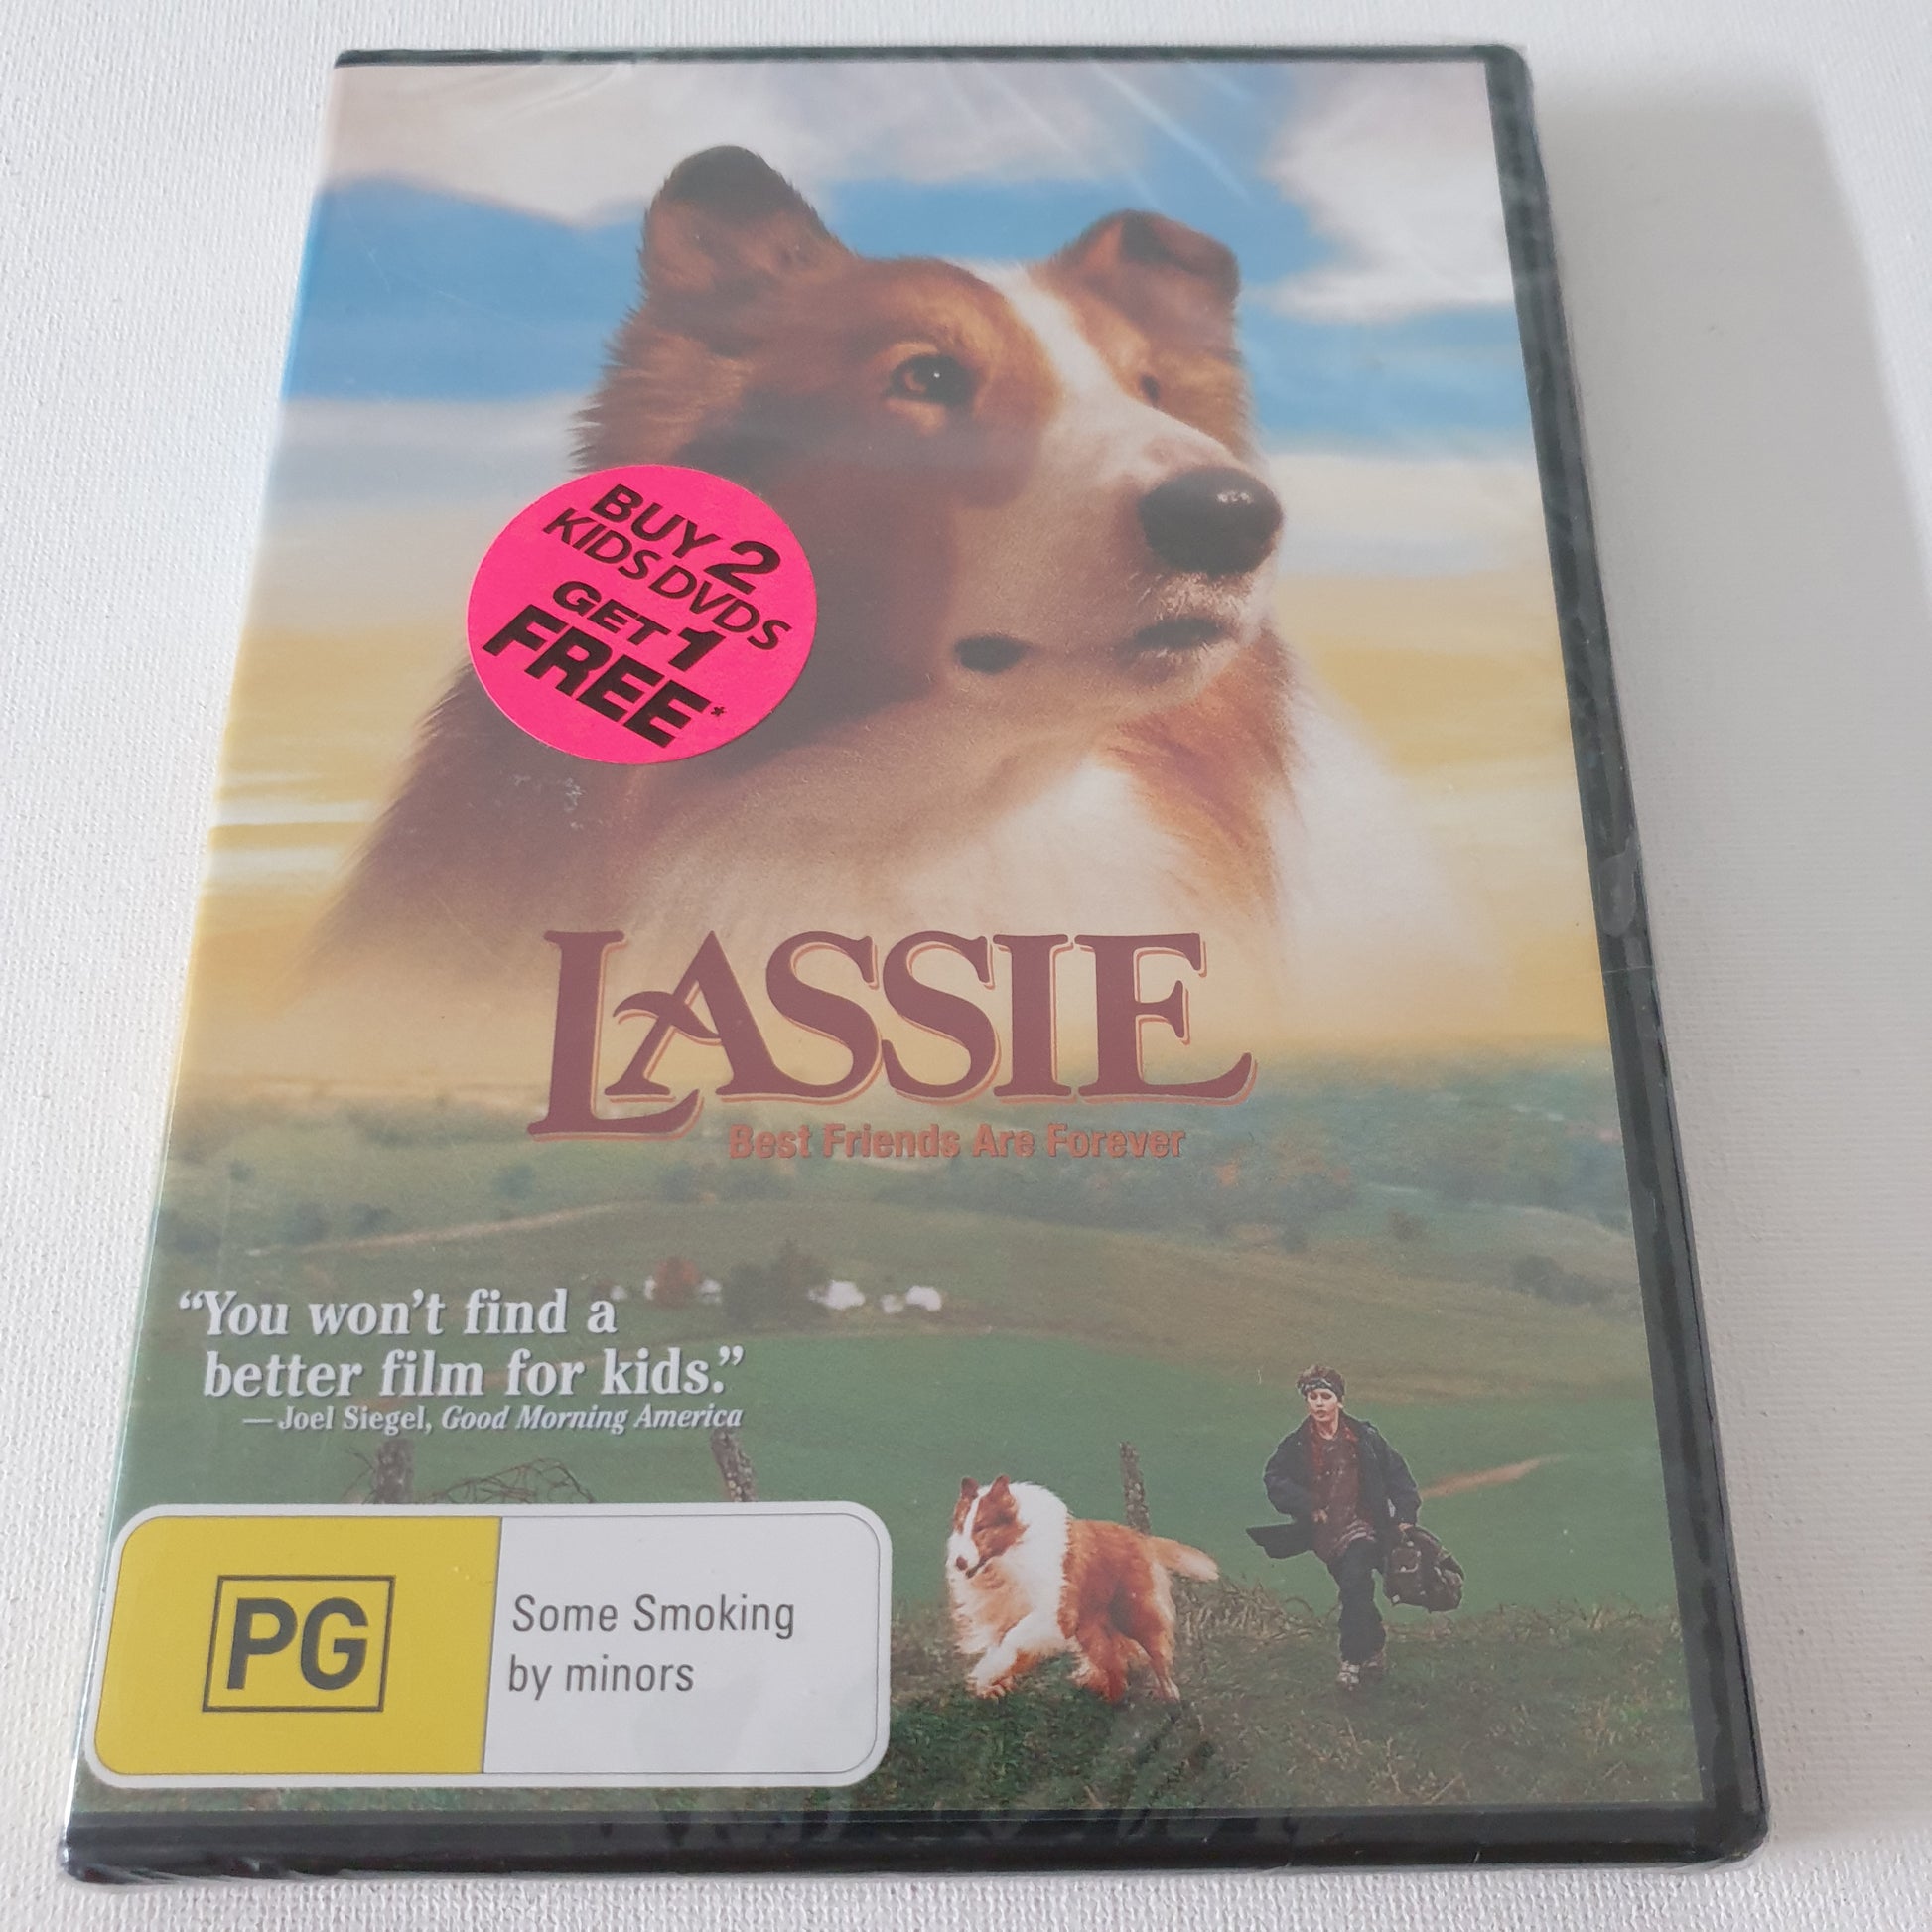 BUY 2
KIDS DVDS
GET 1
FREE*
LASSIE
Best Friends Are Forever
“You won’t find a
better film for kids.”
— Joel Siegel, Good Morning America
PG
Some Smoking
by minors